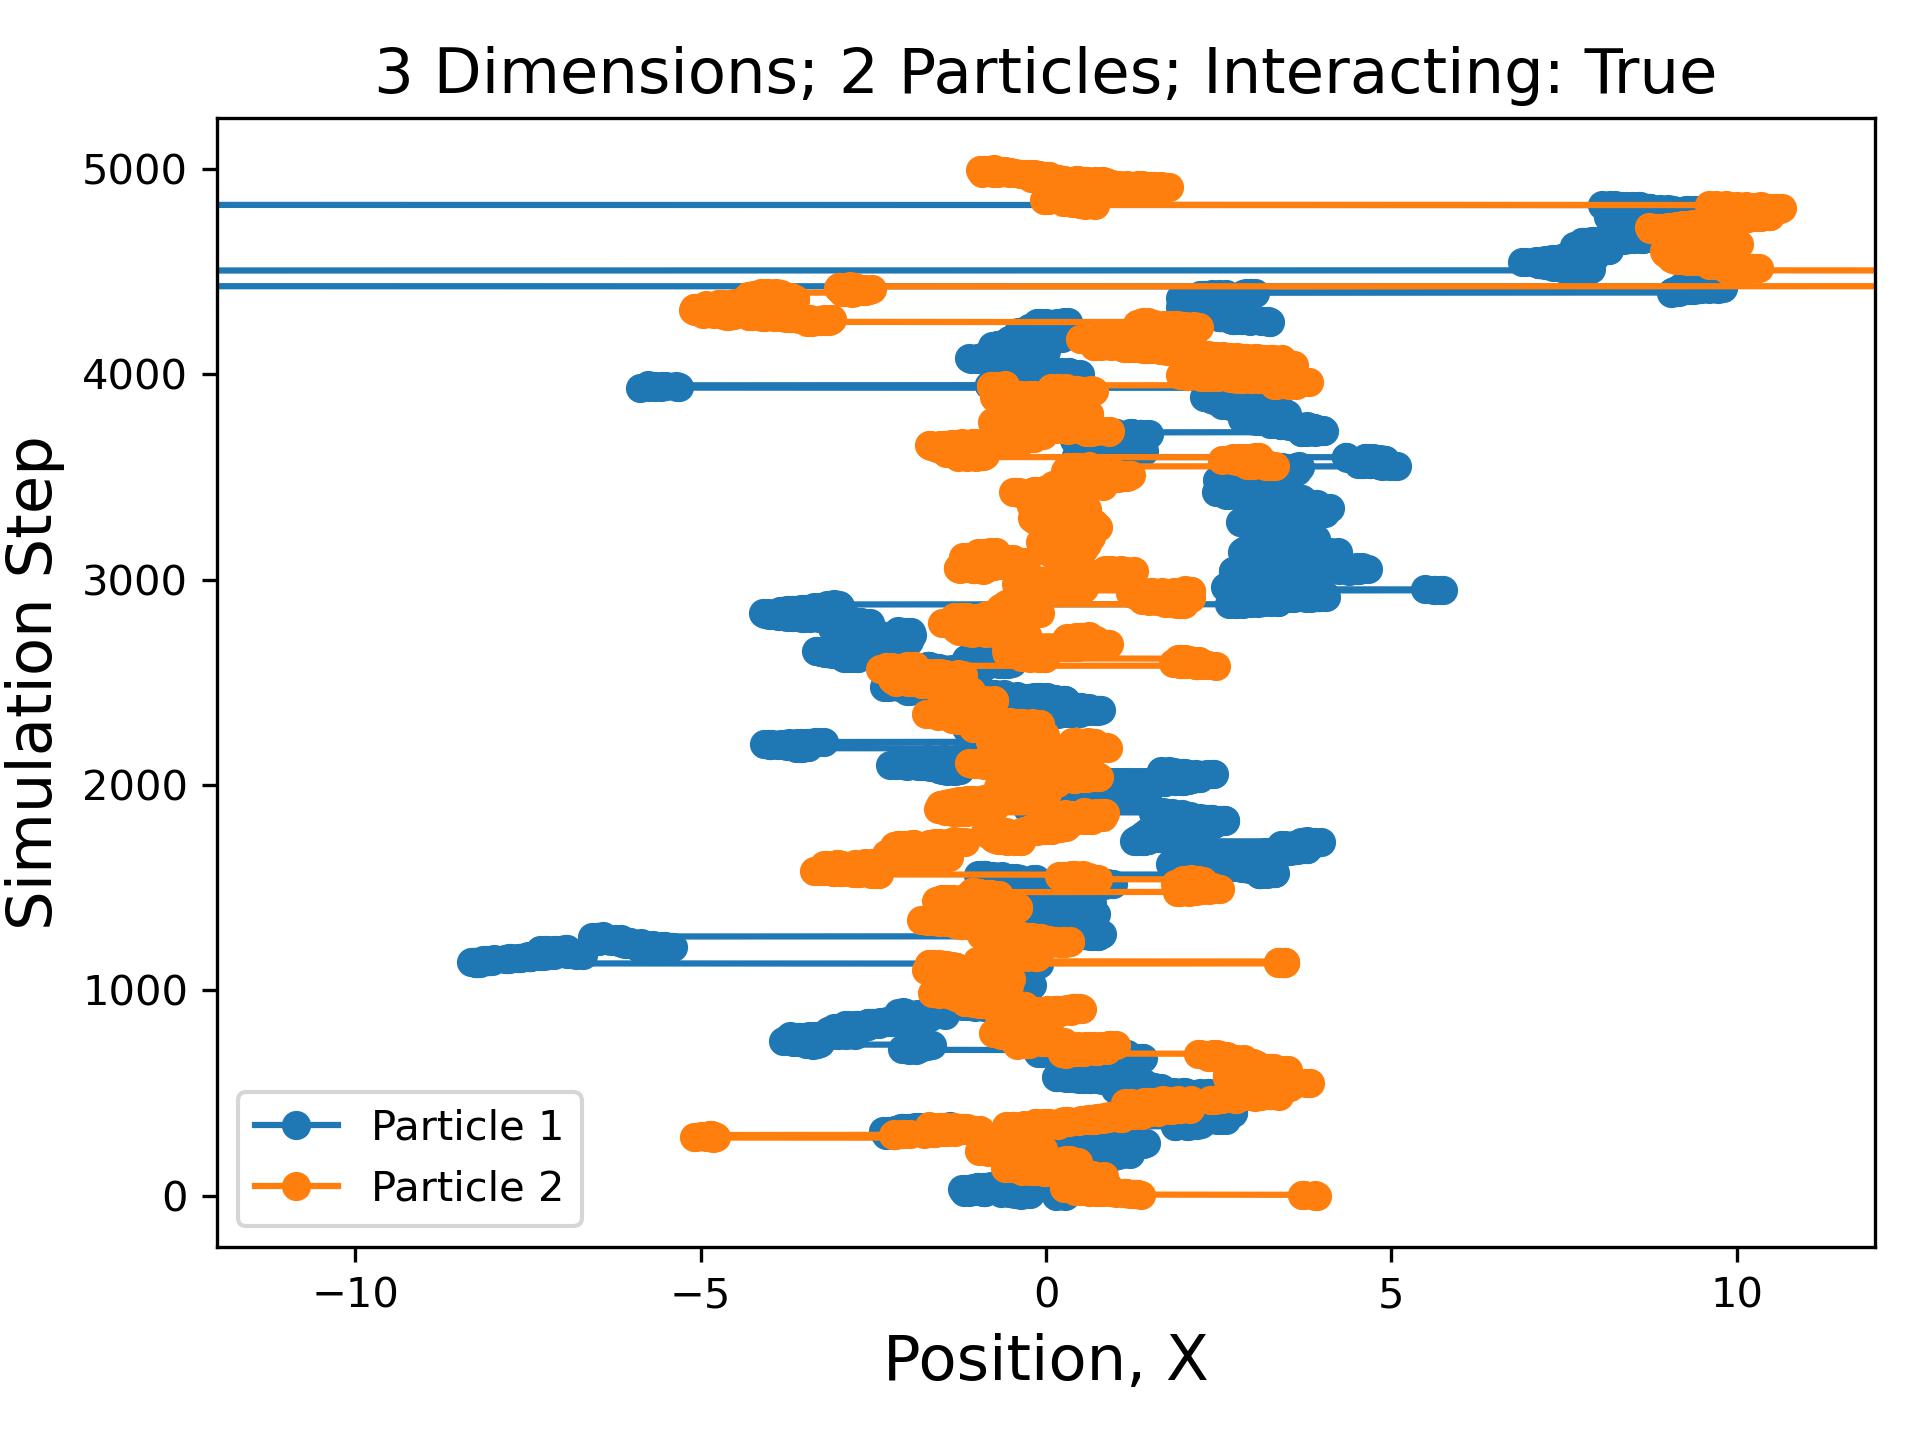 3 Dimensions; 2 Particles; Interacting: True
Simulation Step
5000
4000
3000
2000
1000
0
Particle 1
Particle 2
−10
−5
0
5
10
Position, X